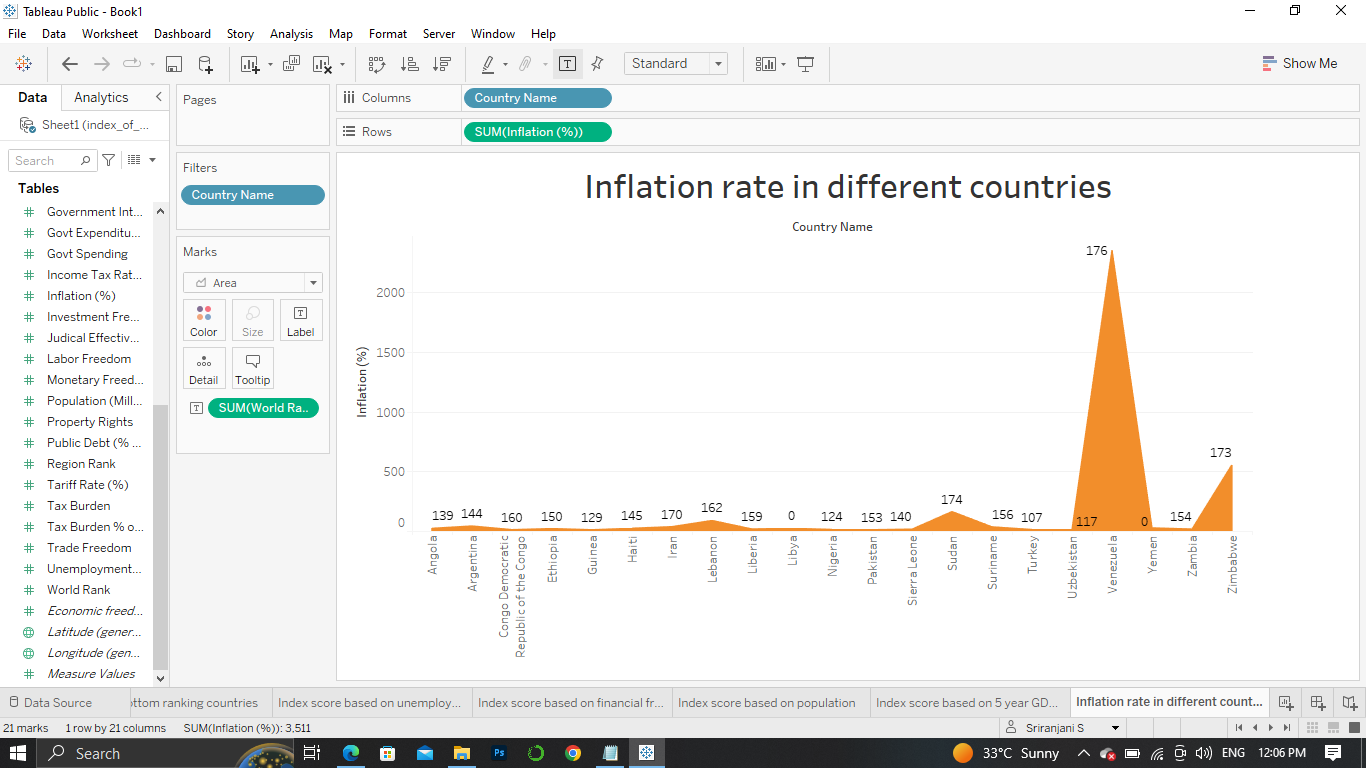 Tableau Public - Book1
File Data Worksheet Dashboard Story Analysis Map Format Server Window Help
Standard
Show Me
Data Analytics
Sheet1 (index_of_...
Search
Tables
Government Int...
Govt Expenditu...
Govt Spending
Income Tax Rat...
Inflation (%)
Investment Fre...
Judical Effectiv...
Labor Freedom
Monetary Freed...
Population (Mill...
Property Rights
Public Debt (% ...
Region Rank
Tariff Rate (%)
Tax Burden
Tax Burden % o...
Trade Freedom
Unemployment...
World Rank
Economic freed...
Latitude (gener...
Longitude (gen...
Measure Values
Pages
Filters
Country Name
Marks
Area
Color Size Label
Detail Tooltip
SUM(World Ra..
Columns Country Name
Rows SUM(Inflation (%))
Inflation rate in different countries
Country Name
Inflation (%)
2000
1500
1000
500
0
139 144 160 150 129 145 170 162 159 0 124 153 140 174 156 107 117 176 0 154 173
Angola
Argentina
Congo Democratic
Republic of the Congo
Ethiopia
Guinea
Haiti
Iran
Lebanon
Liberia
Libya
Nigeria
Pakistan
Sierra Leone
Sudan
Suriname
Turkey
Uzbekistan
Venezuela
Yemen
Zambia
Zimbabwe
Data Source ottom ranking countries Index score based on unemploy... Index score based on financial fr... Index score based on population Index score based on 5 year GD... Inflation rate in different count...
21 marks 1 row by 21 columns SUM(Inflation (%)): 3,511 Sriranjani S
Search Ps 33°C Sunny ENG 12:06 PM